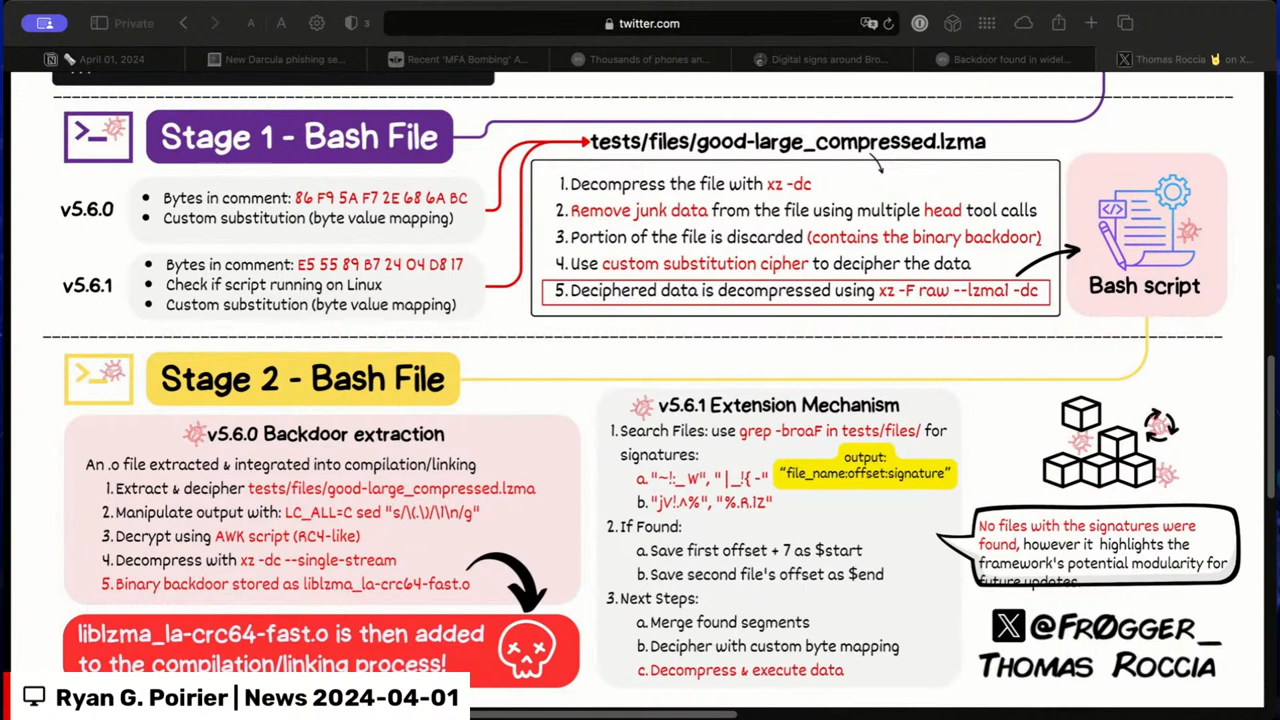 Private
A A
3
twitter.com
April 01, 2024
New Darcula phishing se...
Recent 'MFA Bombing' A...
Thousands of phones an...
Digital signs around Bro...
Backdoor found in widel...
Thomas Roccia 🤘 on X...
Stage 1 - Bash File
v5.6.0
• Bytes in comment: 86 F9 5A F7 2E 68 6A BC
• Custom substitution (byte value mapping)
v5.6.1
• Bytes in comment: E5 55 89 B7 24 04 D8 17
• Check if script running on Linux
• Custom substitution (byte value mapping)
tests/files/good-large_compressed.lzma
1. Decompress the file with xz -dc
2. Remove junk data from the file using multiple head tool calls
3. Portion of the file is discarded (contains the binary backdoor)
4. Use custom substitution cipher to decipher the data
5. Deciphered data is decompressed using xz -F raw --lzma1 -dc
Bash script
Stage 2 - Bash File
v5.6.0 Backdoor extraction
An .o file extracted & integrated into compilation/linking
1. Extract & decipher tests/files/good-large_compressed.lzma
2. Manipulate output with: LC_ALL=C sed "s/\(.\)/\1\n/g"
3. Decrypt using AWK script (RC4-like)
4. Decompress with xz -dc --single-stream
5. Binary backdoor stored as liblzma_la-crc64-fast.o
liblzma_la-crc64-fast.o is then added
to the compilation/linking process!
v5.6.1 Extension Mechanism
1. Search Files: use grep -broaF in tests/files/ for
signatures:
a. "~!:_ W", "|_!{ -"
b. "jV!.^%", "%.R.1Z"
output:
"file_name:offset:signature"
2. If Found:
a. Save first offset + 7 as $start
b. Save second file's offset as $end
3. Next Steps:
a. Merge found segments
b. Decipher with custom byte mapping
c. Decompress & execute data
No files with the signatures were
found, however it highlights the
framework's potential modularity for
future updates.
@FR0GGER_
THOMAS ROCCIA
Ryan G. Poirier | News 2024-04-01